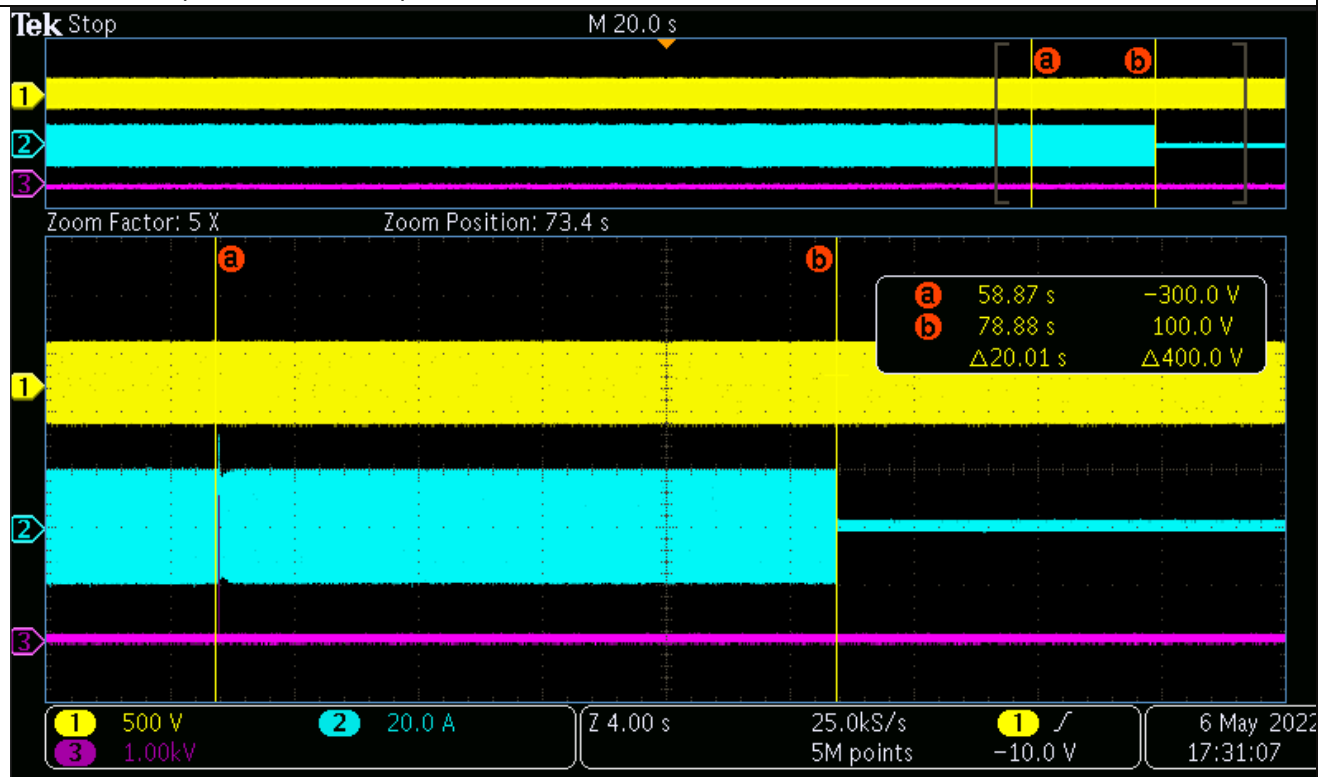 Tek Stop M 20.0 s
a b
1
2
3
Zoom Factor: 5 X Zoom Position: 73.4 s
a b
a 58.87 s −300.0 V
b 78.88 s 100.0 V
Δ20.01 s Δ400.0 V
1
2
3
1 500 V 2 20.0 A Z 4.00 s 25.0kS/s 1 6 May 2022
3 1.00kV 5M points −10.0 V 17:31:07